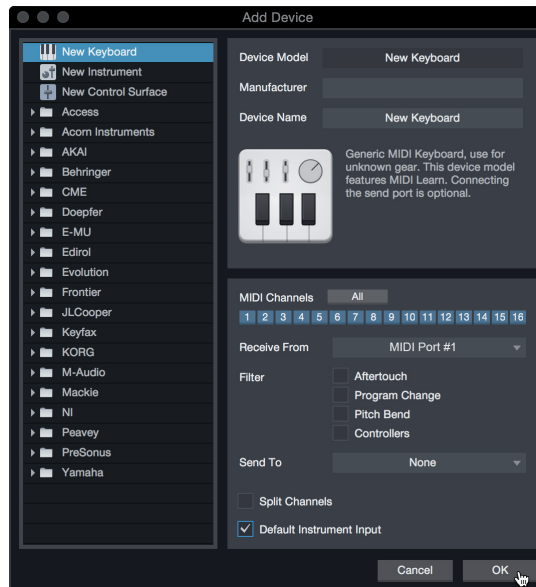 Add Device
New Keyboard
New Instrument
New Control Surface
Access
Acorn Instruments
AKAI
Behringer
CME
Doepfer
E-MU
Edirol
Evolution
Frontier
JLCooper
Keyfax
KORG
M-Audio
Mackie
NI
Peavey
PreSonus
Yamaha
Device Model New Keyboard
Manufacturer
Device Name New Keyboard
Generic MIDI Keyboard, use for
unknown gear. This device model
features MIDI Learn. Connecting
the send port is optional.
MIDI Channels All
1 2 3 4 5 6 7 8 9 10 11 12 13 14 15 16
Receive From MIDI Port #1
Filter Aftertouch
Program Change
Pitch Bend
Controllers
Send To None
Split Channels
Default Instrument Input
Cancel OK